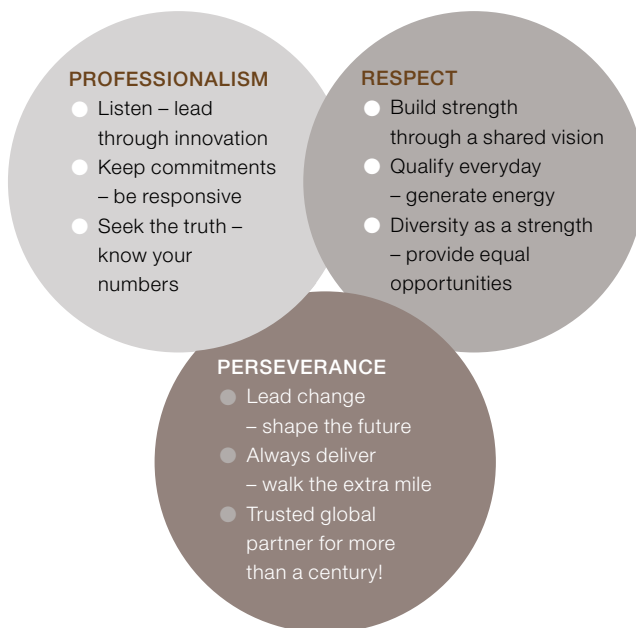 PROFESSIONALISM
Listen – lead
through innovation
Keep commitments
– be responsive
Seek the truth –
know your
numbers
RESPECT
Build strength
through a shared vision
Qualify everyday
– generate energy
Diversity as a strength
– provide equal
opportunities
PERSEVERANCE
Lead change
– shape the future
Always deliver
– walk the extra mile
Trusted global
partner for more
than a century!